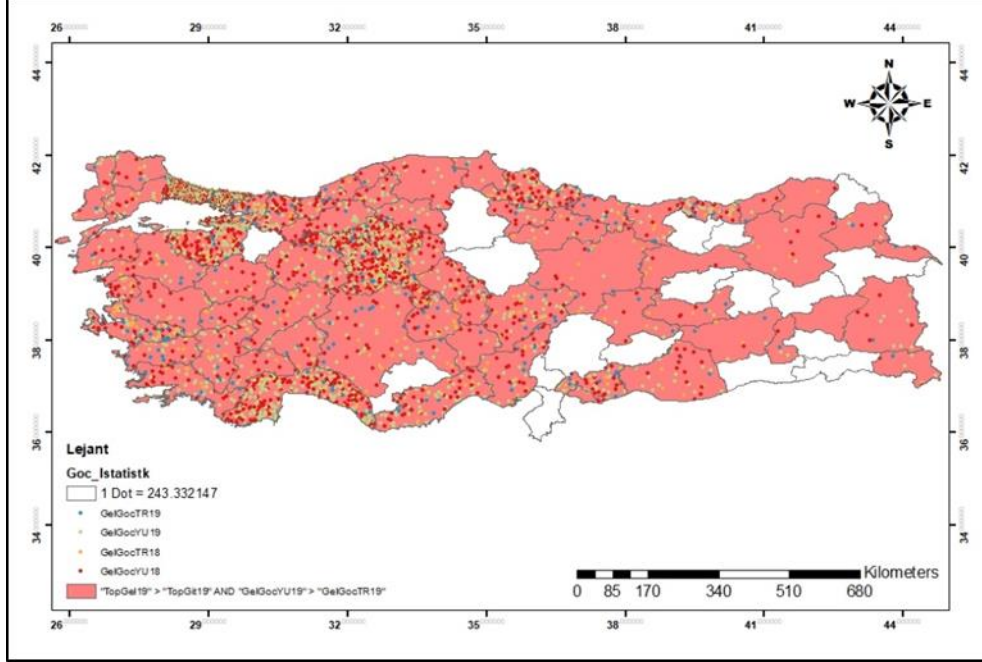 26 29 32 35 38 41 44
N
W E
S
44 44
42 42
40 40
38 38
36 36
34 34
Lejant
Goc_Istatistk
1 Dot = 243.332147
GelGocTR19
GelGocYU19
GelGocTR18
GelGocYU18
"TopGel19" > "TopGit19" AND "GelGocYU19" > "GelGocTR19"
Kilometers
0 85 170 340 510 680
26 29 32 35 38 41 44